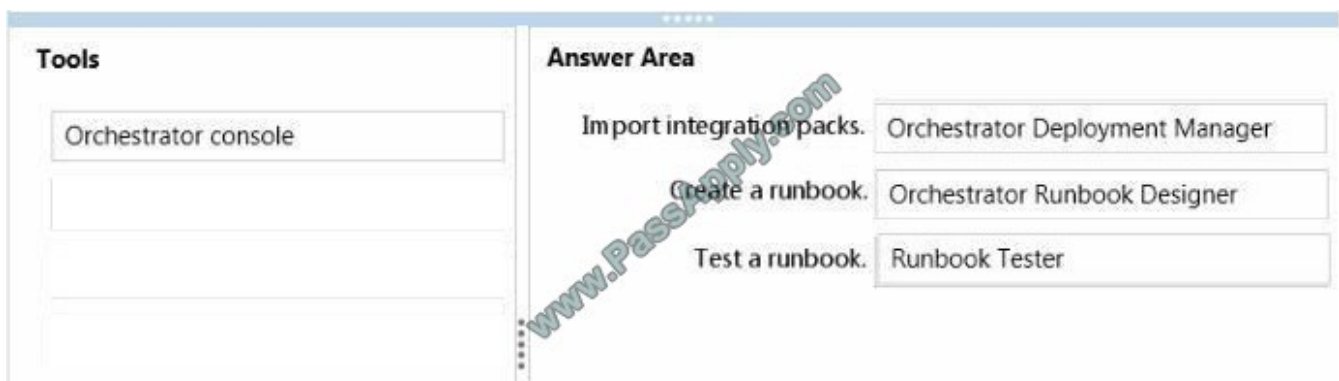 Tools
Orchestrator console
Answer Area
Import integration packs. Orchestrator Deployment Manager
Create a runbook. Orchestrator Runbook Designer
Test a runbook. Runbook Tester
www.PassApply.com